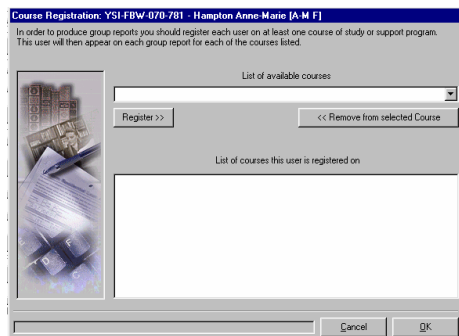 Course Registration: YSI-FBW-070-781 - Hampton Anne-Marie [A-M F]
In order to produce group reports you should register each user on at least one course of study or support program.
This user will then appear on each group report for each of the courses listed.
List of available courses
Register >>
<< Remove from selected Course
List of courses this user is registered on
Cancel
OK